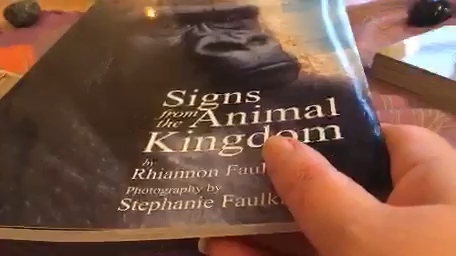 Signs
from the Animal
Kingdom
by
Rhiannon
Photography by
Stephanie